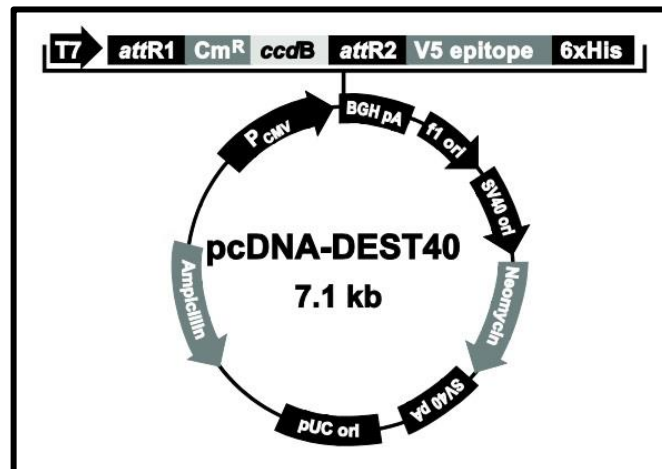 T7 attR1 CmR ccdB attR2 V5 epitope 6xHis
PCMV
BGH pA
f1 ori
SV40 ori
Neomycin
SV40 pA
pUC ori
Ampicillin
pcDNA-DEST40
7.1 kb